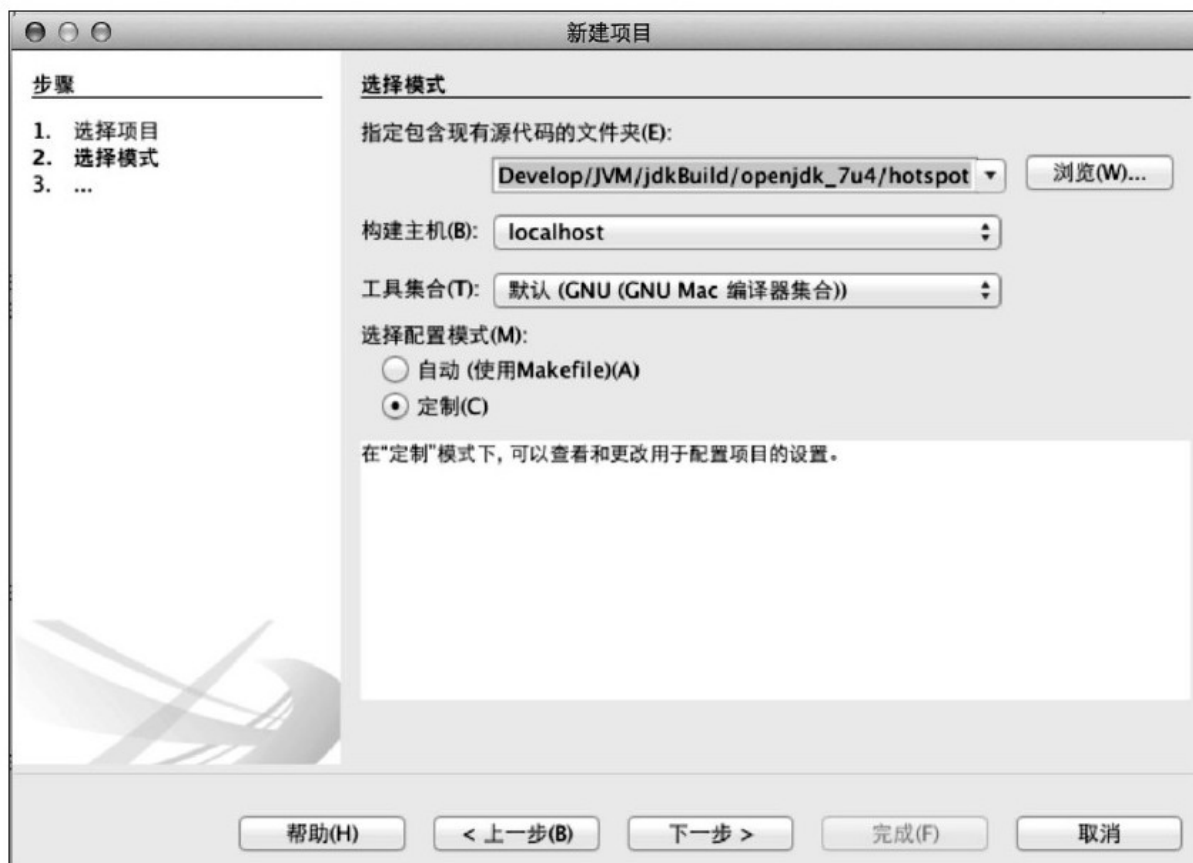 新建项目
步骤
1. 选择项目
2. 选择模式
3. ...
选择模式
指定包含现有源代码的文件夹(E):
Develop/JVM/jdkBuild/openjdk_7u4/hotspot
浏览(W)...
构建主机(B): localhost
工具集合(T): 默认 (GNU (GNU Mac 编译器集合))
选择配置模式(M):
自动 (使用Makefile)(A)
定制(C)
在“定制”模式下, 可以查看和更改用于配置项目的设置。
帮助(H) < 上一步(B) 下一步 > 完成(F) 取消